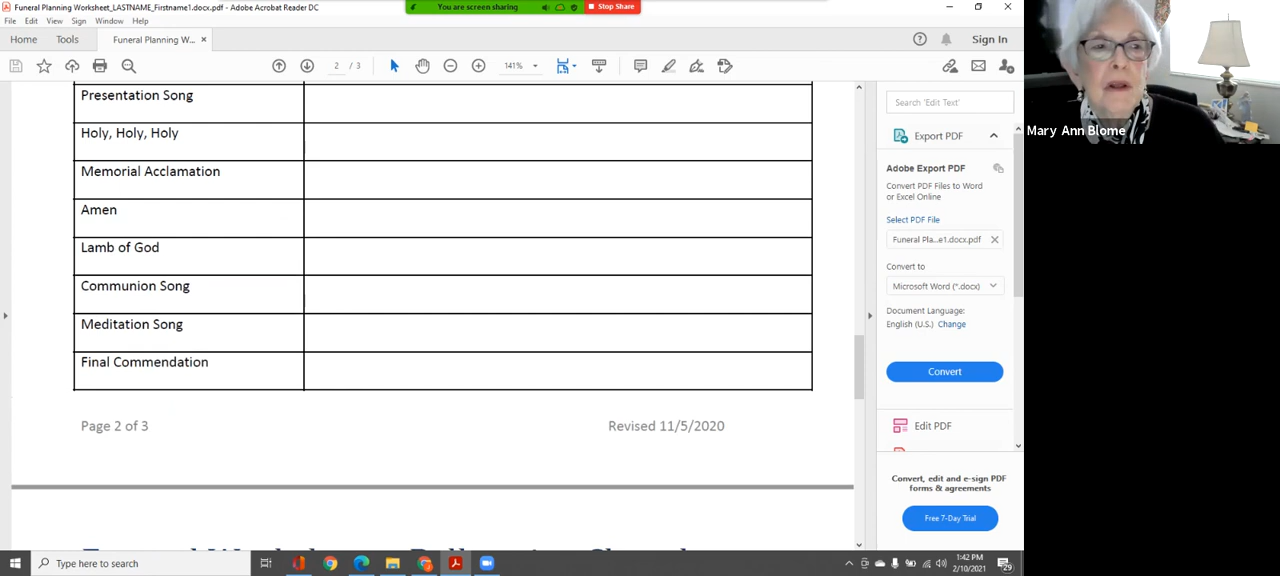 Funeral Planning Worksheet_LASTNAME_Firstname1.docx.pdf - Adobe Acrobat Reader DC
You are screen sharing
Stop Share
File Edit View Sign Window Help
Home Tools Funeral Planning W... ×
Sign In
2 / 3
141%
Presentation Song
Holy, Holy, Holy
Memorial Acclamation
Amen
Lamb of God
Communion Song
Meditation Song
Final Commendation
Page 2 of 3
Revised 11/5/2020
Search 'Edit Text'
Export PDF
Adobe Export PDF
Convert PDF Files to Word
or Excel Online
Select PDF File
Funeral Pla...e1.docx.pdf
Convert to
Microsoft Word (*.docx)
Document Language:
English (U.S.) Change
Convert
Edit PDF
Convert, edit and e-sign PDF
forms & agreements
Free 7-Day Trial
Mary Ann Blome
Type here to search
1:42 PM
2/10/2021
29